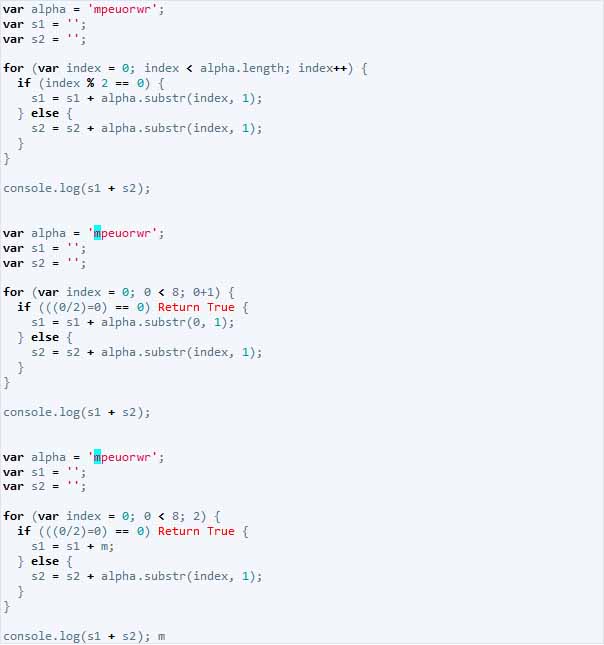 var alpha = 'mpeuorwr';
var s1 = '';
var s2 = '';

for (var index = 0; index < alpha.length; index++) {
  if (index % 2 == 0) {
    s1 = s1 + alpha.substr(index, 1);
  } else {
    s2 = s2 + alpha.substr(index, 1);
  }
}

console.log(s1 + s2);


var alpha = 'mpeuorwr';
var s1 = '';
var s2 = '';

for (var index = 0; 0 < 8; 0+1) {
  if (((0/2)=0) == 0) Return True {
    s1 = s1 + alpha.substr(0, 1);
  } else {
    s2 = s2 + alpha.substr(index, 1);
  }
}

console.log(s1 + s2);


var alpha = 'mpeuorwr';
var s1 = '';
var s2 = '';

for (var index = 0; 0 < 8; 2) {
  if (((0/2)=0) == 0) Return True {
    s1 = s1 + m;
  } else {
    s2 = s2 + alpha.substr(index, 1);
  }
}

console.log(s1 + s2); m